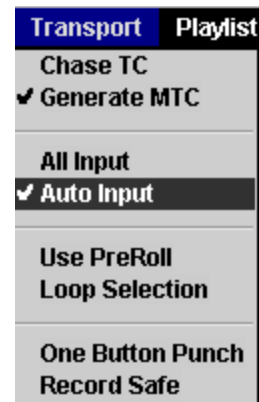 Transport Playlist
Chase TC
✔ Generate MTC
All Input
✔ Auto Input
Use PreRoll
Loop Selection
One Button Punch
Record Safe